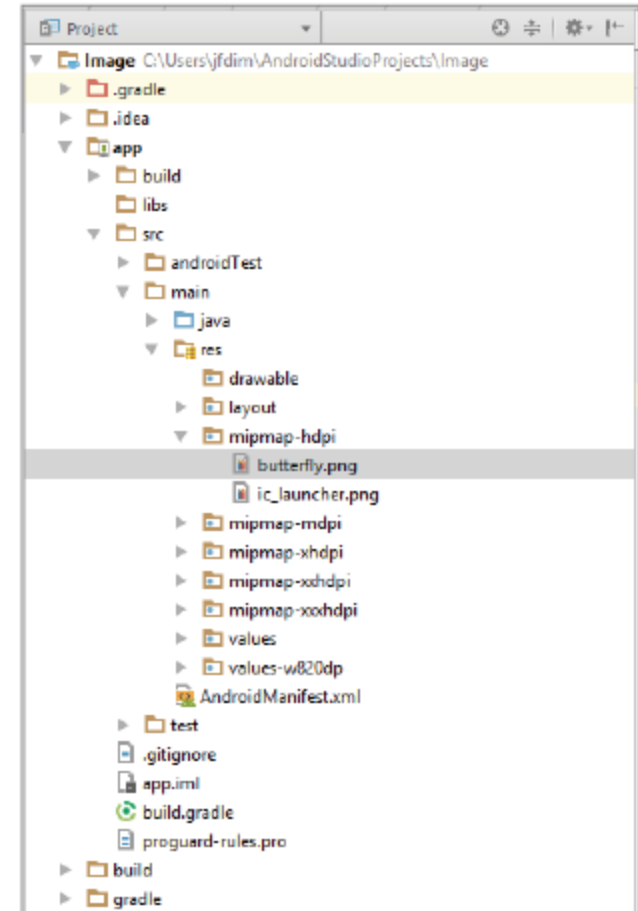 Project
Image C:\Users\jfdim\AndroidStudioProjects\Image
.gradle
.idea
app
build
libs
src
androidTest
main
java
res
drawable
layout
mipmap-hdpi
butterfly.png
ic_launcher.png
mipmap-mdpi
mipmap-xhdpi
mipmap-xxhdpi
mipmap-xxxhdpi
values
values-w820dp
AndroidManifest.xml
test
.gitignore
app.iml
build.gradle
proguard-rules.pro
build
gradle